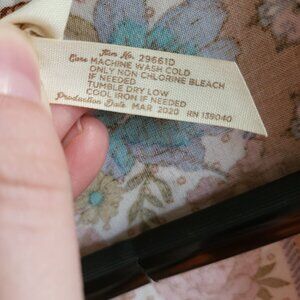 Item No. 29661D
Care MACHINE WASH COLD
ONLY NON CHLORINE BLEACH
IF NEEDED
TUMBLE DRY LOW
COOL IRON IF NEEDED
Production Date MAR 2020 RN 139040